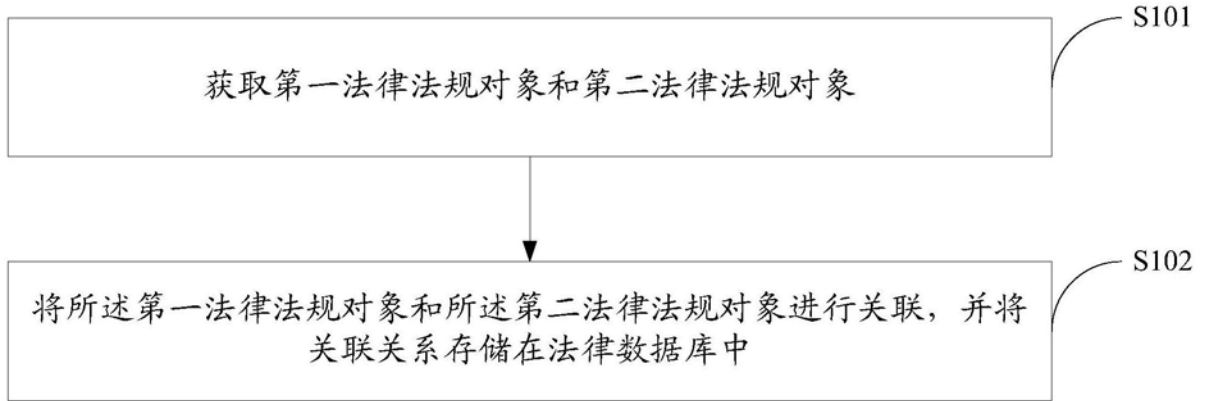 S101
获取第一法律法规对象和第二法律法规对象
S102
将所述第一法律法规对象和所述第二法律法规对象进行关联，并将
关联关系存储在法律数据库中